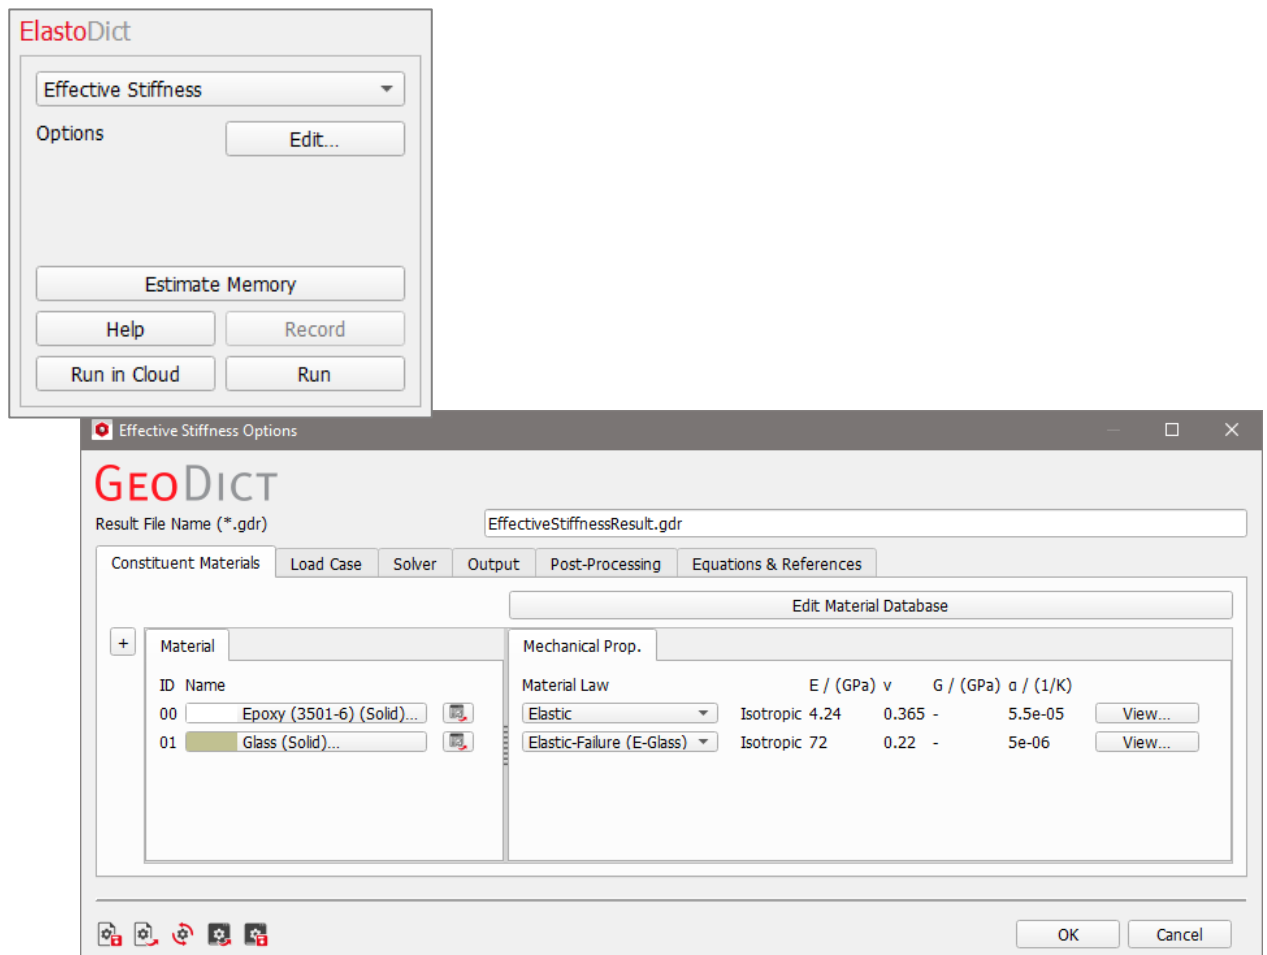 ElastoDict
Effective Stiffness
Options Edit...
Estimate Memory
Help Record
Run in Cloud Run
Effective Stiffness Options
GEODICT
Result File Name (*.gdr) EffectiveStiffnessResult.gdr
Constituent Materials Load Case Solver Output Post-Processing Equations & References
Edit Material Database
+ Material Mechanical Prop.
ID Name Material Law E / (GPa) ν G / (GPa) α / (1/K)
00 Epoxy (3501-6) (Solid)... Elastic Isotropic 4.24 0.365 - 5.5e-05 View...
01 Glass (Solid)... Elastic-Failure (E-Glass) Isotropic 72 0.22 - 5e-06 View...
OK Cancel